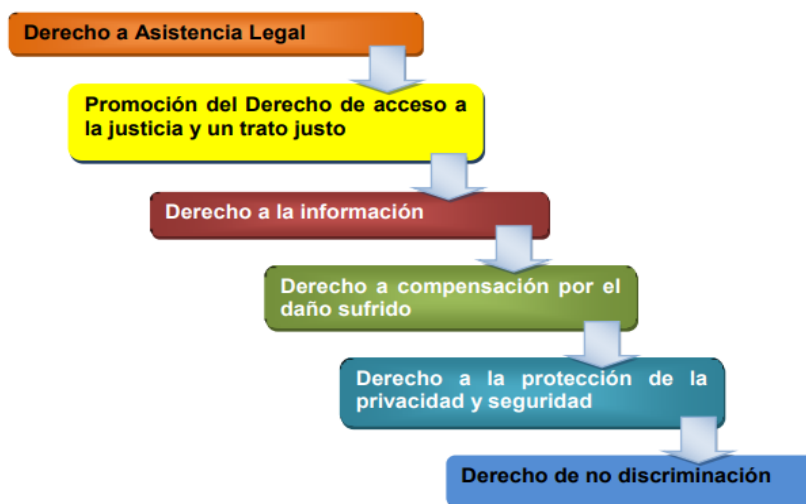 Derecho a Asistencia Legal
Promoción del Derecho de acceso a
la justicia y un trato justo
Derecho a la información
Derecho a compensación por el
daño sufrido
Derecho a la protección de la
privacidad y seguridad
Derecho de no discriminación